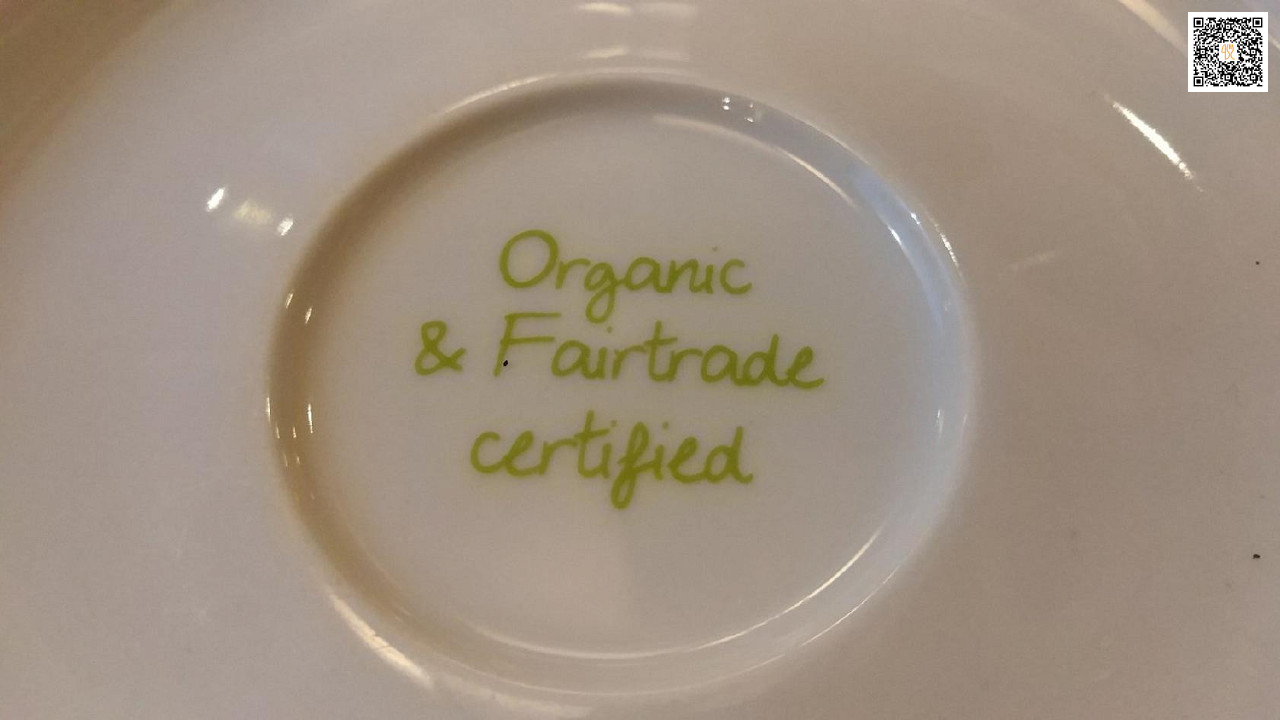 Organic
& Fairtrade
certified